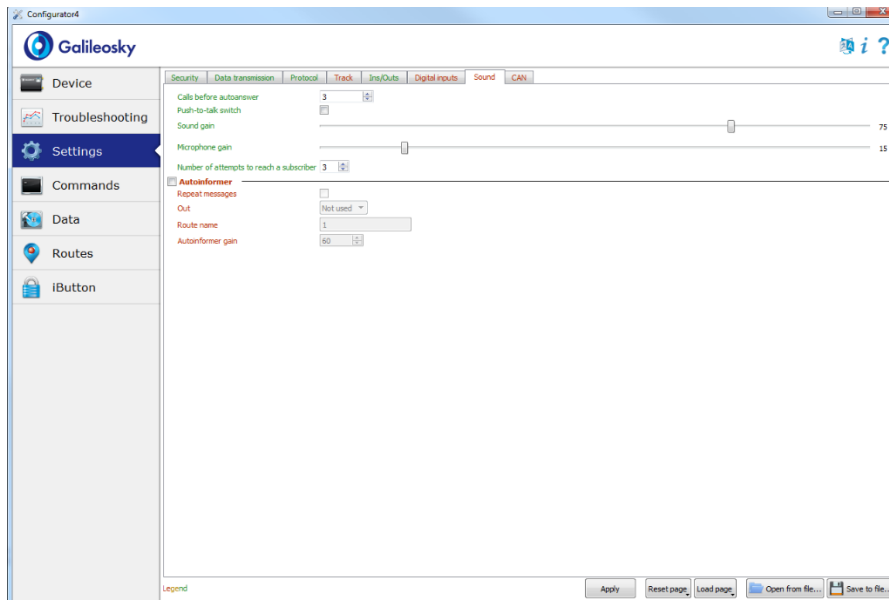 Configurator4
Galileosky
Device
Troubleshooting
Settings
Commands
Data
Routes
iButton
Security Data transmission Protocol Track Ins/Outs Digital inputs Sound CAN
Calls before autoanswer 3
Push-to-talk switch
Sound gain 75
Microphone gain 15
Number of attempts to reach a subscriber 3
Autoinformer
Repeat messages
Out Not used
Route name 1
Autoinformer gain 60
Legend
Apply Reset page Load page Open from file... Save to file...